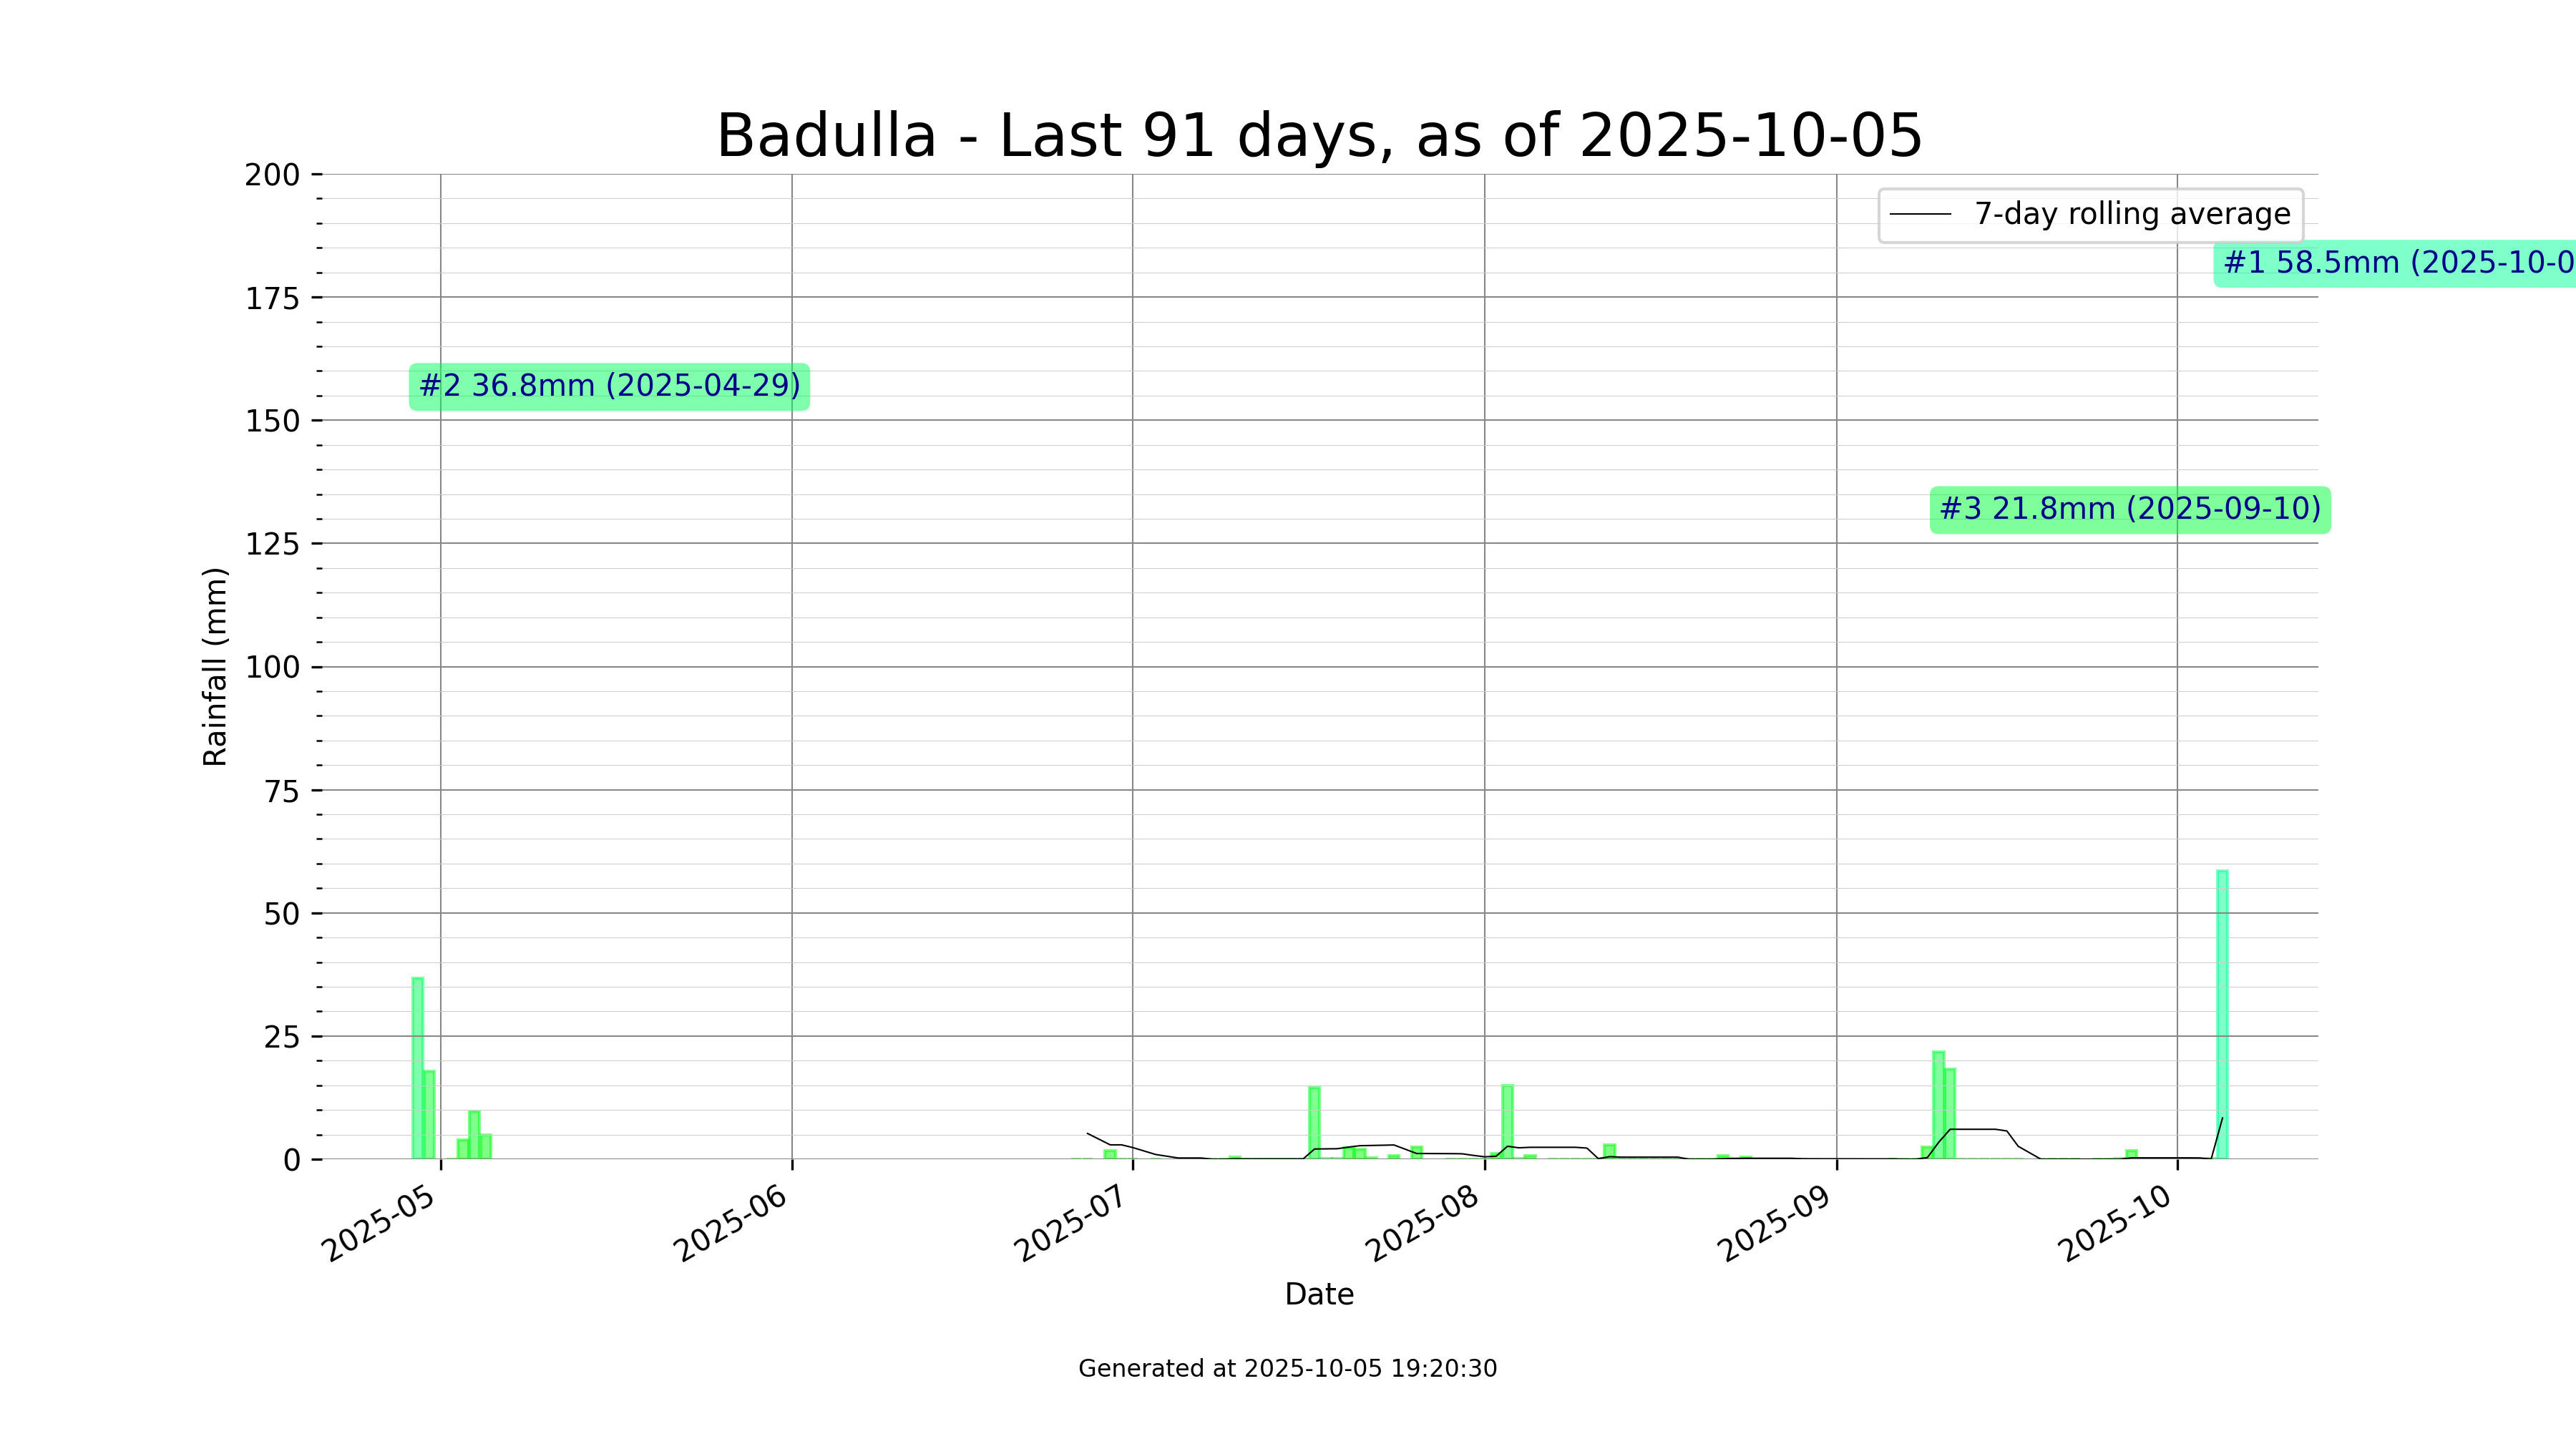 Badulla - Last 91 days, as of 2025-10-05
200
175
150
125
100
75
50
25
0
Rainfall (mm)
7-day rolling average
#1 58.5mm (2025-10-0
#2 36.8mm (2025-04-29)
#3 21.8mm (2025-09-10)
2025-05
2025-06
2025-07
2025-08
2025-09
2025-10
Date
Generated at 2025-10-05 19:20:30